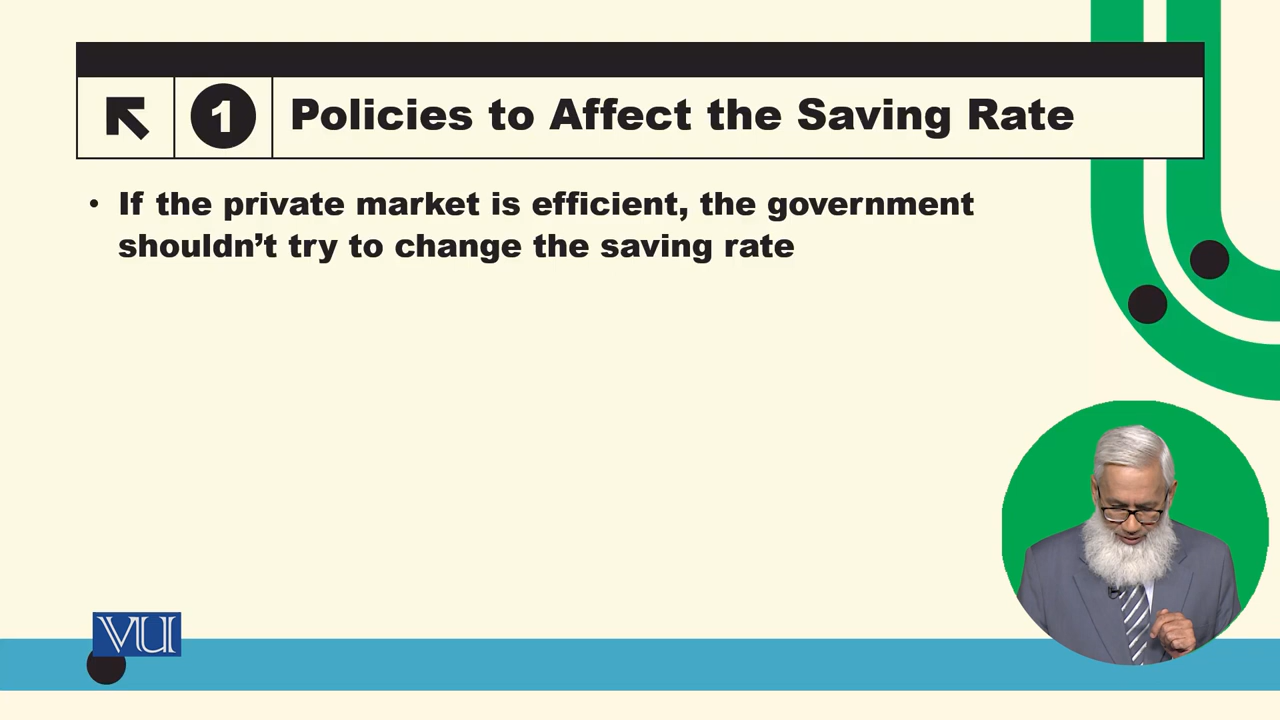 1
Policies to Affect the Saving Rate
• If the private market is efficient, the government
shouldn't try to change the saving rate
VU